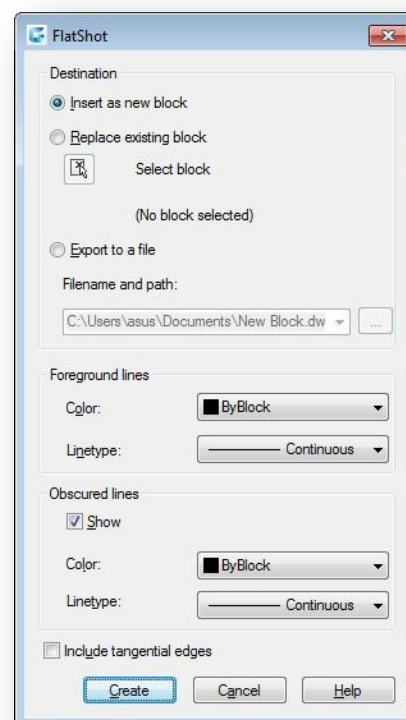 FlatShot
Destination
Insert as new block
Replace existing block
Select block
(No block selected)
Export to a file
Filename and path:
C:\Users\asus\Documents\New Block.dw
...
Foreground lines
Color:
ByBlock
Linetype:
Continuous
Obscured lines
Show
Color:
ByBlock
Linetype:
Continuous
Include tangential edges
Create Cancel Help